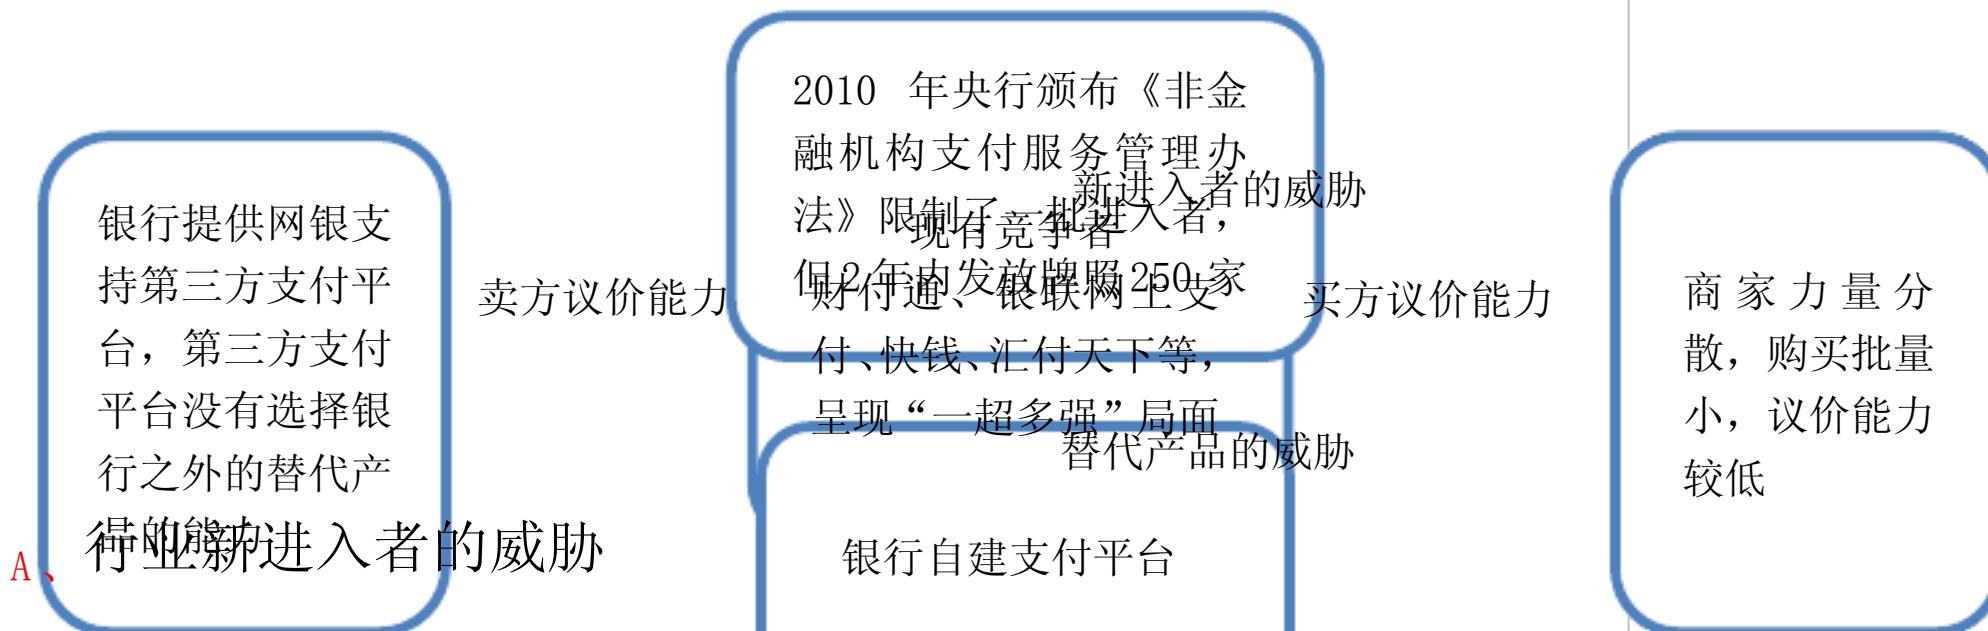 2010 年央行颁布《非金
融机构支付服务管理办
法》限制了一批进入者，
但 2 年内发放牌照 250 家
新进入者的威胁
银行提供网银支
持第三方支付平
台，第三方支付
平台没有选择银
行之外的替代产
品的能力
卖方议价能力
现有竞争者
财付通、银联网上支
付、快钱、汇付天下等，
呈现“一超多强”局面
买方议价能力
商家力量分
散，购买批量
小，议价能力
较低
替代产品的威胁
银行自建支付平台
A、行业新进入者的威胁